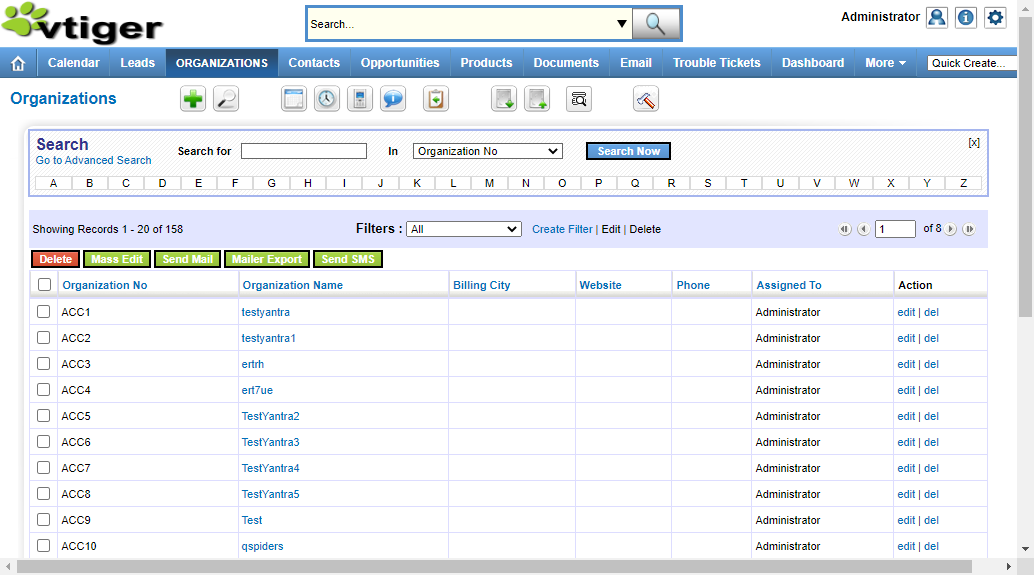 vtiger
Search...
Administrator
Calendar Leads ORGANIZATIONS Contacts Opportunities Products Documents Email Trouble Tickets Dashboard More Quick Create...
Organizations
Search
Go to Advanced Search
Search for In Organization No Search Now [x]
A B C D E F G H I J K L M N O P Q R S T U V W X Y Z
Showing Records 1 - 20 of 158 Filters : All Create Filter | Edit | Delete 1 of 8
Delete Mass Edit Send Mail Mailer Export Send SMS
Organization No Organization Name Billing City Website Phone Assigned To Action
ACC1 testyantra Administrator edit | del
ACC2 testyantra1 Administrator edit | del
ACC3 ertrh Administrator edit | del
ACC4 ert7ue Administrator edit | del
ACC5 TestYantra2 Administrator edit | del
ACC6 TestYantra3 Administrator edit | del
ACC7 TestYantra4 Administrator edit | del
ACC8 TestYantra5 Administrator edit | del
ACC9 Test Administrator edit | del
ACC10 qspiders Administrator edit | del